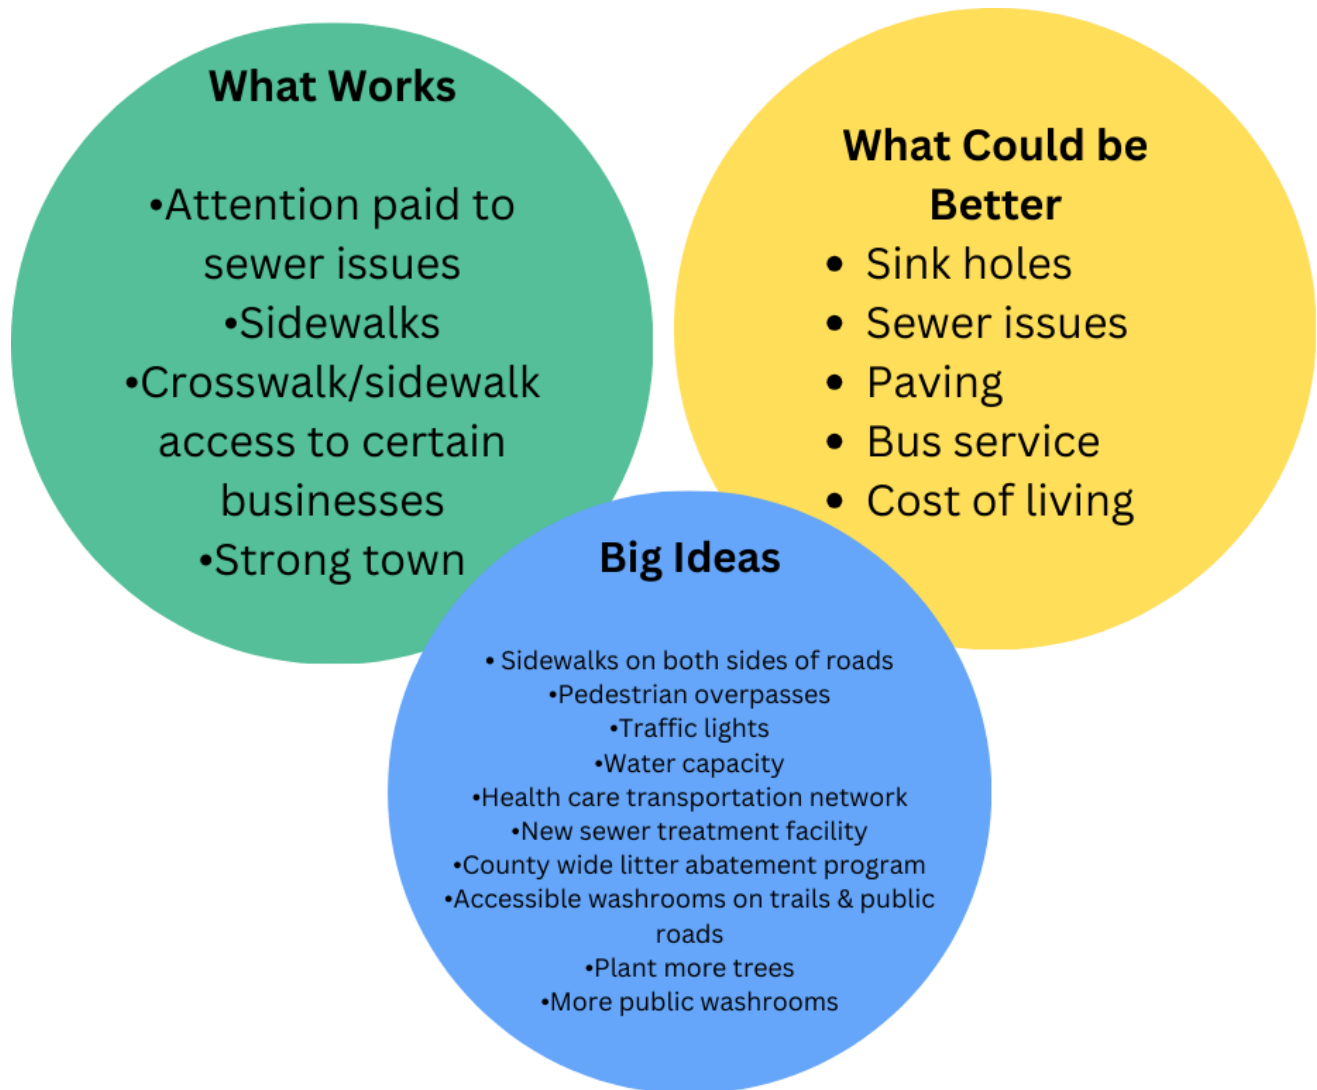 What Works
•Attention paid to
sewer issues
•Sidewalks
•Crosswalk/sidewalk
access to certain
businesses
•Strong town
What Could be
Better
• Sink holes
• Sewer issues
• Paving
• Bus service
• Cost of living
Big Ideas
• Sidewalks on both sides of roads
•Pedestrian overpasses
•Traffic lights
•Water capacity
•Health care transportation network
•New sewer treatment facility
•County wide litter abatement program
•Accessible washrooms on trails & public
roads
•Plant more trees
•More public washrooms